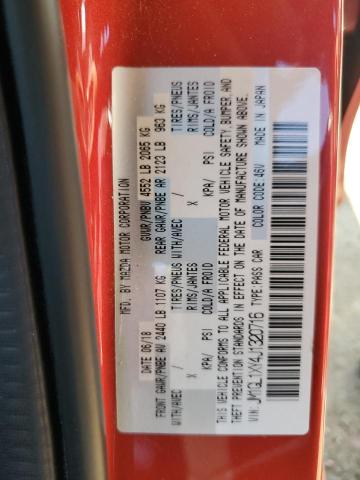 MFD. BY MAZDA MOTOR CORPORATION
DATE 06/18 GVWR/PNBV 4552 LB 2065 KG
FRONT GAWR/PNBE AV 2440 LB 1107 KG REAR GAWR/PNBE AR 2123 LB 963 KG
WITH/AVEC TIRES/PNEUS WITH/AVEC TIRES/PNEUS
X / RIMS/JANTES X / RIMS/JANTES
KPA/ PSI COLD/A FROID KPA/ PSI COLD/A FROID
THIS VEHICLE CONFORMS TO ALL APPLICABLE FEDERAL MOTOR VEHICLE SAFETY, BUMPER, AND
THEFT PREVENTION STANDARDS IN EFFECT ON THE DATE OF MANUFACTURE SHOWN ABOVE.
VIN: JM1GL1XY4J1320716 TYPE: PASS CAR COLOR CODE: 46V MADE IN JAPAN